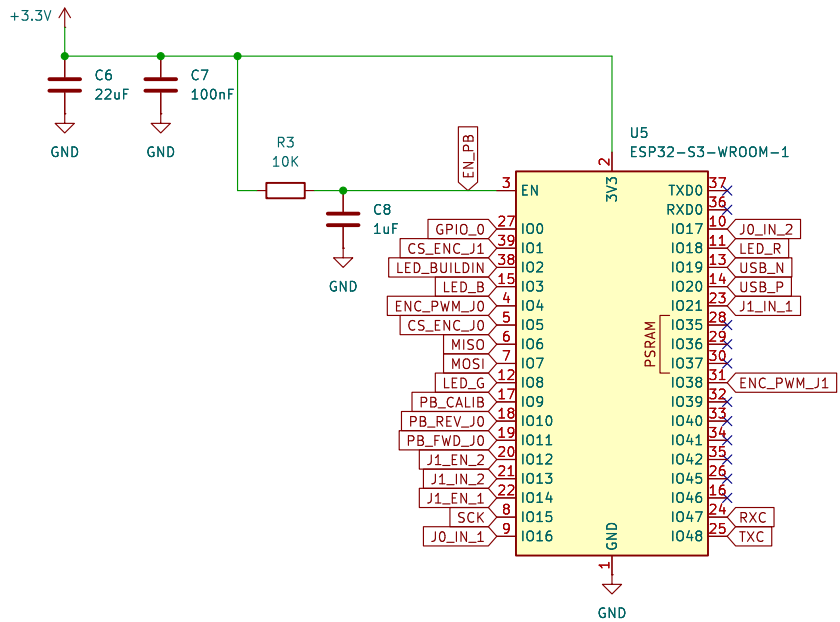 +3.3V
C6
22uF
C7
100nF
GND
GND
R3
10K
EN_PB
C8
1uF
GND
U5
ESP32-S3-WROOM-1
2
3V3
3 EN
GPIO_0 27 IO0
CS_ENC_J1 39 IO1
LED_BUILDIN 38 IO2
LED_B 15 IO3
ENC_PWM_J0 4 IO4
CS_ENC_J0 5 IO5
MISO 6 IO6
MOSI 7 IO7
LED_G 12 IO8
PB_CALIB 17 IO9
PB_REV_J0 18 IO10
PB_FWD_J0 19 IO11
J1_EN_2 20 IO12
J1_IN_2 21 IO13
J1_EN_1 22 IO14
SCK 8 IO15
J0_IN_1 9 IO16
TXD0 37
RXD0 36
IO17 10 J0_IN_2
IO18 11 LED_R
IO19 13 USB_N
IO20 14 USB_P
IO21 23 J1_IN_1
PSRAM
IO35 28
IO36 29
IO37 30
IO38 31 ENC_PWM_J1
IO39 32
IO40 33
IO41 34
IO42 35
IO45 26
IO46 16
IO47 24 RXC
IO48 25 TXC
GND
1
GND